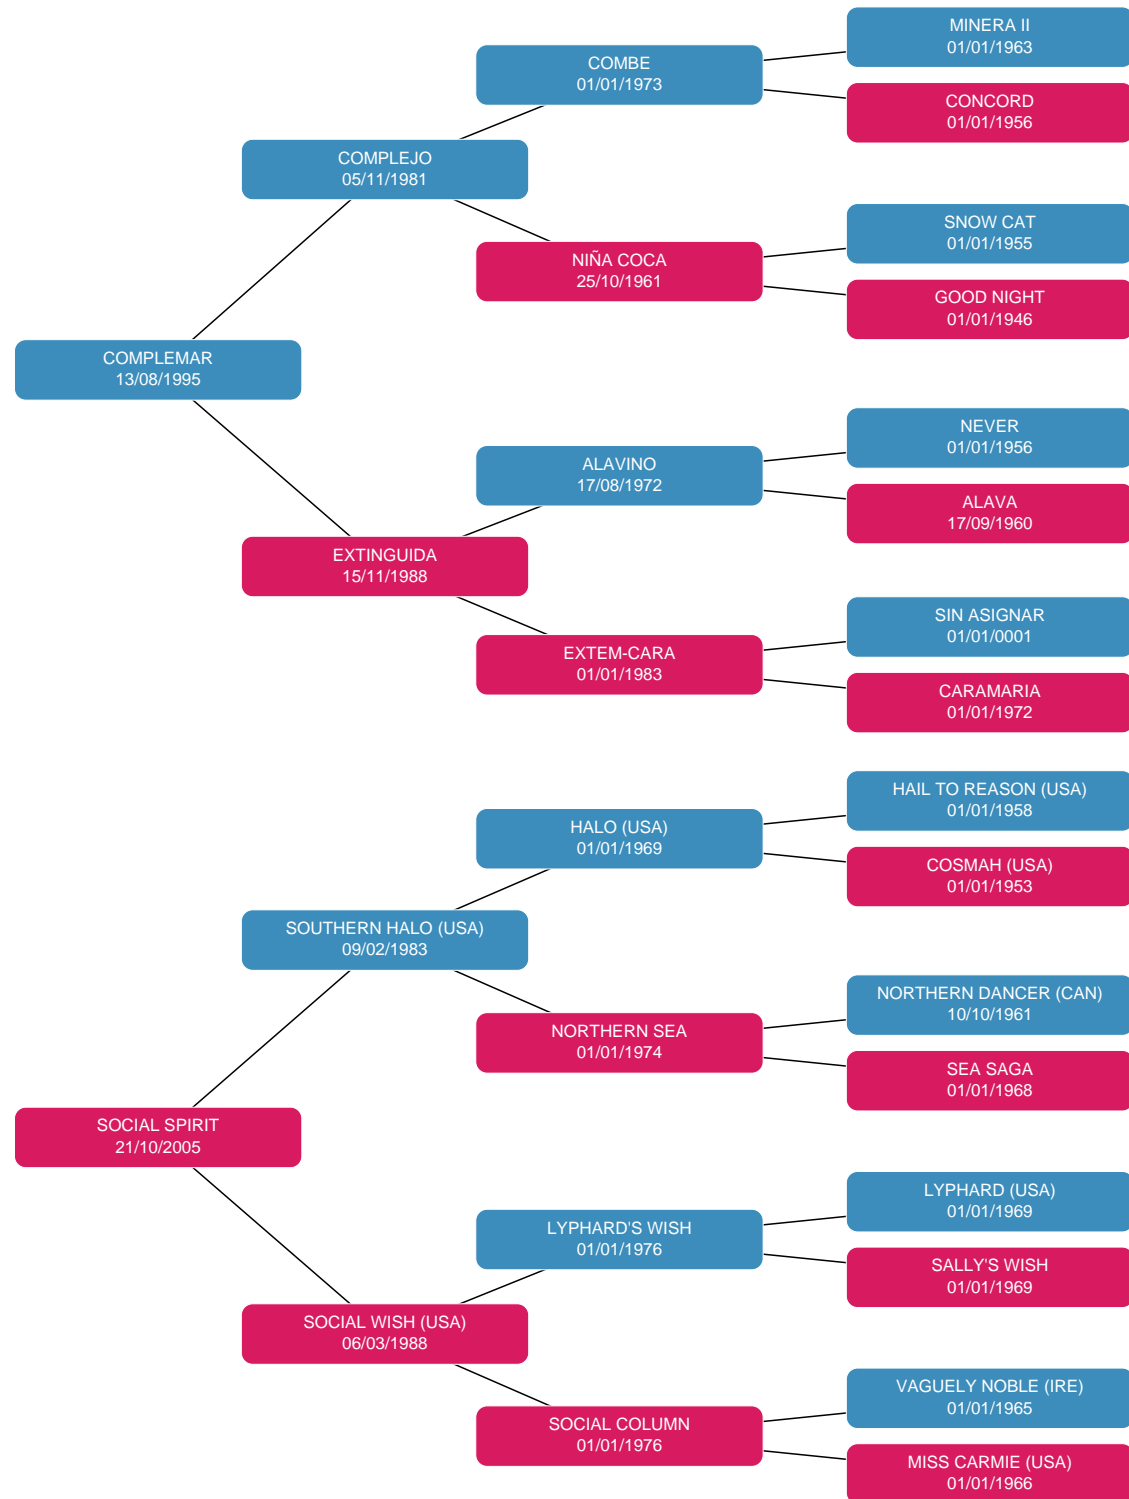 MINERA II
01/01/1963
COMBE
01/01/1973
CONCORD
01/01/1956
COMPLEJO
05/11/1981
SNOW CAT
01/01/1955
NIÑA COCA
25/10/1961
GOOD NIGHT
01/01/1946
COMPLEMAR
13/08/1995
NEVER
01/01/1956
ALAVINO
17/08/1972
ALAVA
17/09/1960
EXTINGUIDA
15/11/1988
SIN ASIGNAR
01/01/0001
EXTEM-CARA
01/01/1983
CARAMARIA
01/01/1972
HAIL TO REASON (USA)
01/01/1958
HALO (USA)
01/01/1969
COSMAH (USA)
01/01/1953
SOUTHERN HALO (USA)
09/02/1983
NORTHERN DANCER (CAN)
10/10/1961
NORTHERN SEA
01/01/1974
SEA SAGA
01/01/1968
SOCIAL SPIRIT
21/10/2005
LYPHARD (USA)
01/01/1969
LYPHARD'S WISH
01/01/1976
SALLY'S WISH
01/01/1969
SOCIAL WISH (USA)
06/03/1988
VAGUELY NOBLE (IRE)
01/01/1965
SOCIAL COLUMN
01/01/1976
MISS CARMIE (USA)
01/01/1966